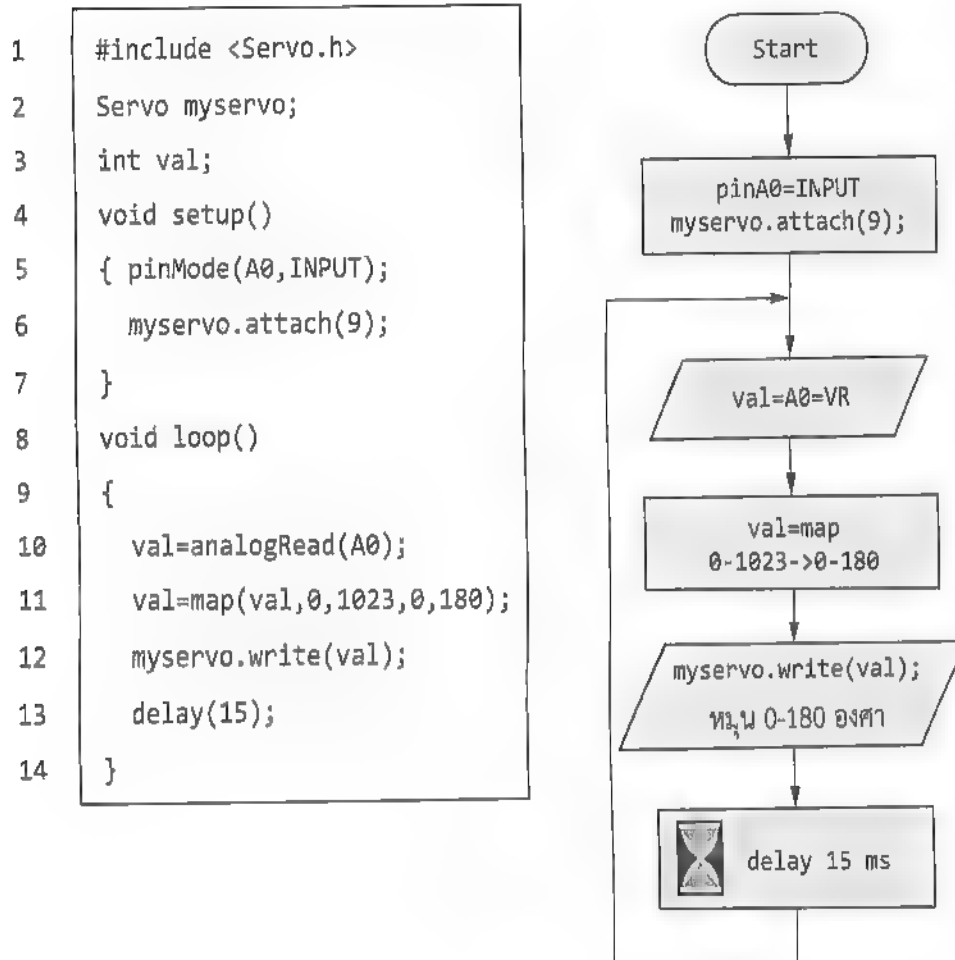 1 #include <Servo.h>
2 Servo myservo;
3 int val;
4 void setup()
5 { pinMode(A0,INPUT);
6 myservo.attach(9);
7 }
8 void loop()
9 {
10 val=analogRead(A0);
11 val=map(val,0,1023,0,180);
12 myservo.write(val);
13 delay(15);
14 }
Start
pinA0=INPUT
myservo.attach(9);
val=A0=VR
val=map
0-1023->0-180
myservo.write(val);
หมุน 0-180 องศา
delay 15 ms